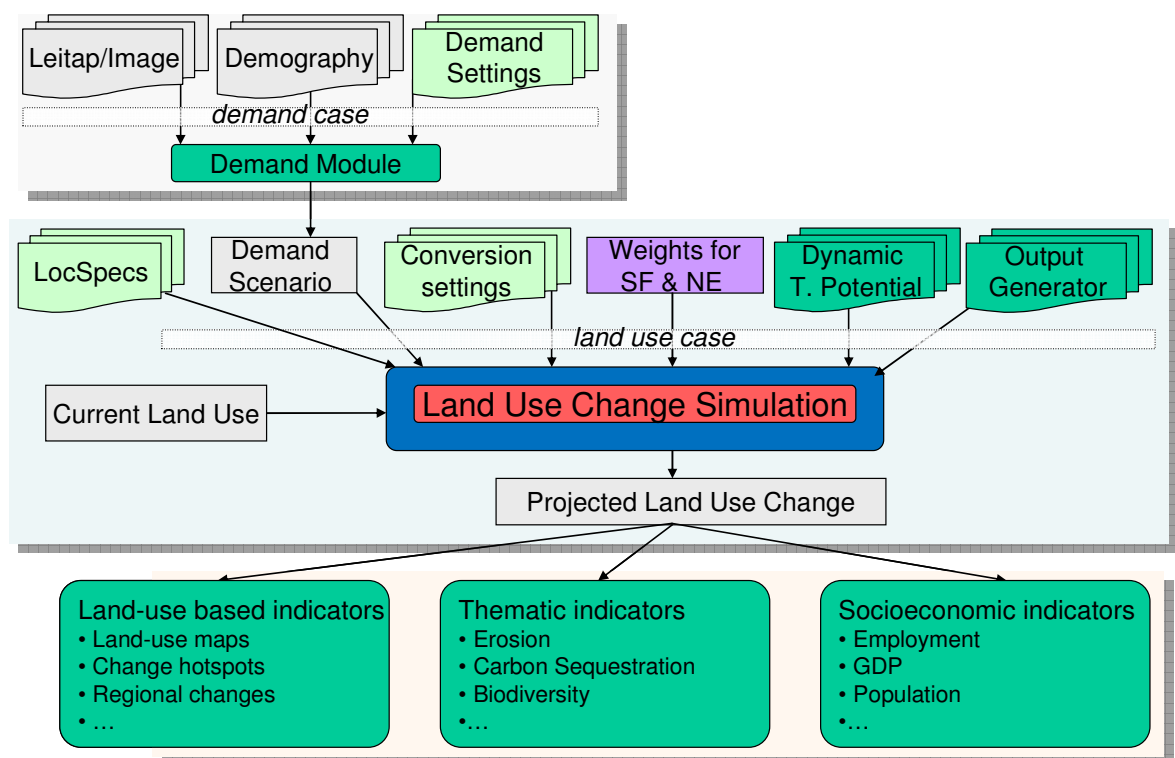 Leitap/Image
Demography
Demand
Settings
demand case
Demand Module
LocSpecs
Demand
Scenario
Conversion
settings
Weights for
SF & NE
Dynamic
T. Potential
Output
Generator
land use case
Current Land Use
Land Use Change Simulation
Projected Land Use Change
Land-use based indicators
• Land-use maps
• Change hotspots
• Regional changes
• …
Thematic indicators
• Erosion
• Carbon Sequestration
• Biodiversity
•…
Socioeconomic indicators
• Employment
• GDP
• Population
•…